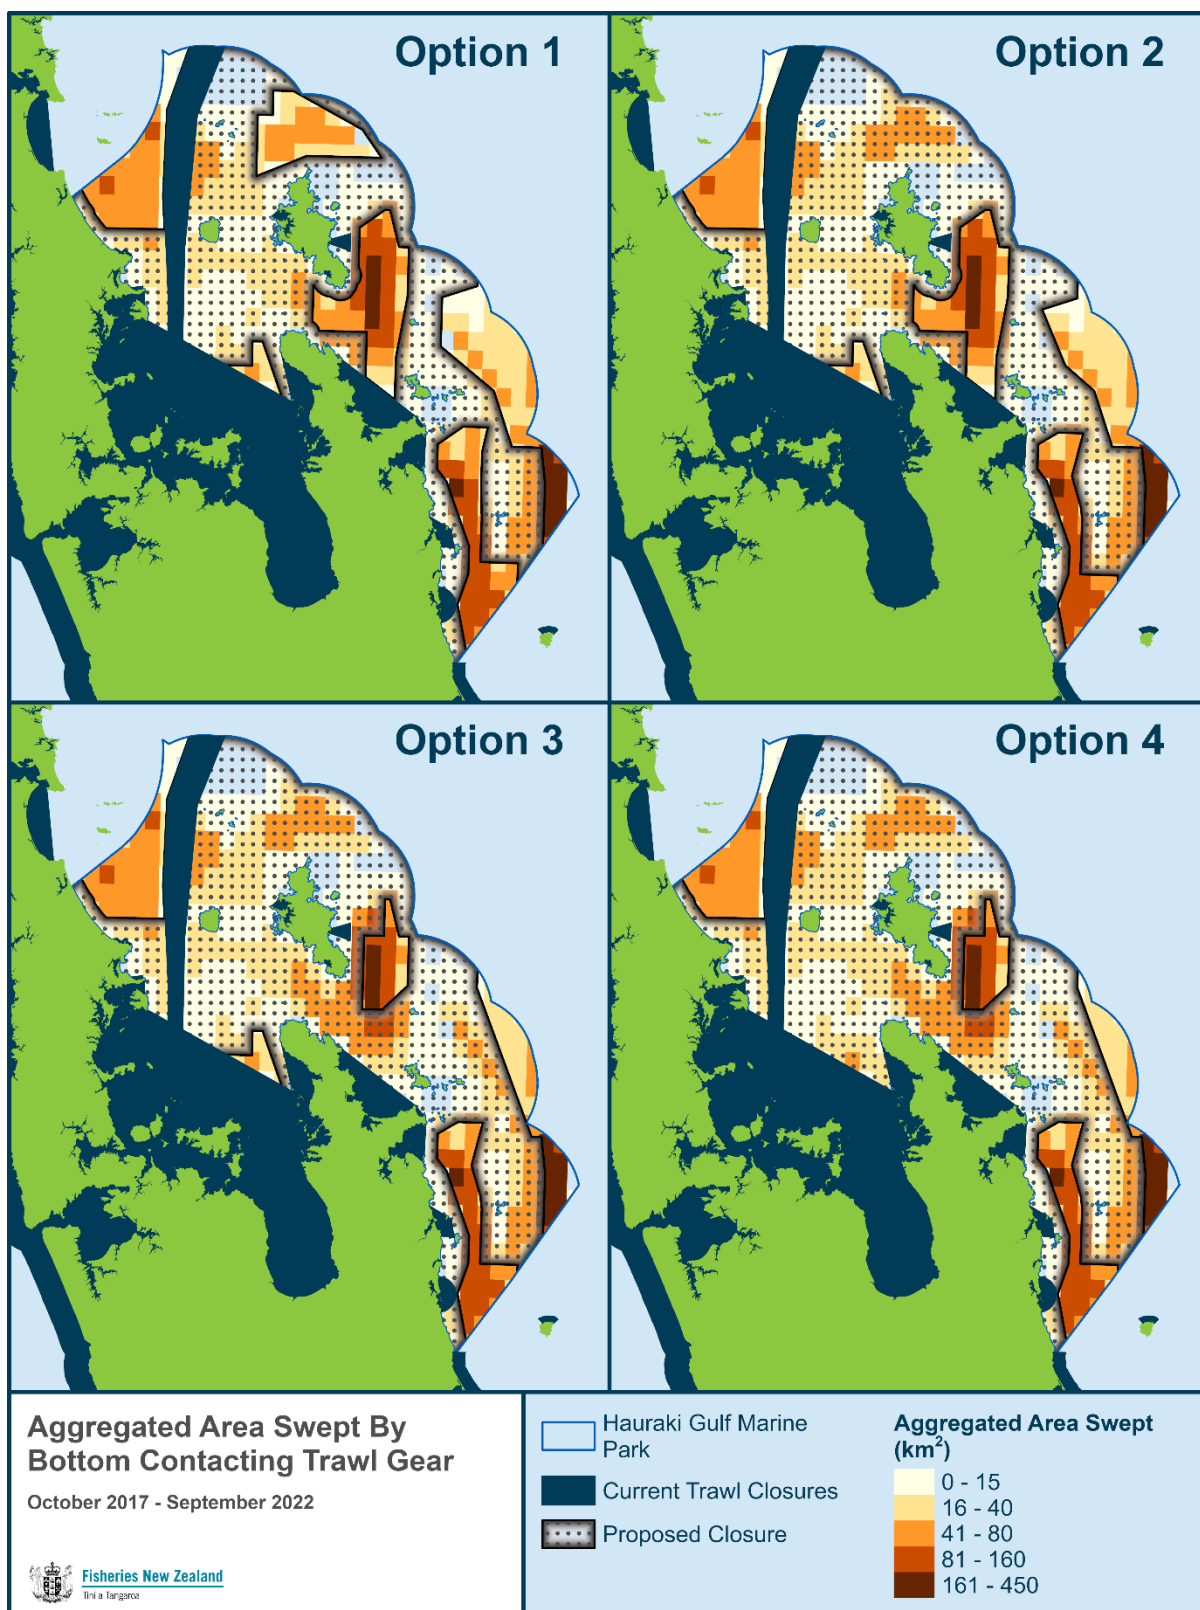 Option 1
Option 2
Option 3
Option 4
Aggregated Area Swept By
Bottom Contacting Trawl Gear
October 2017 - September 2022
Fisheries New Zealand
Tini a Tangaroa
Hauraki Gulf Marine
Park
Current Trawl Closures
Proposed Closure
Aggregated Area Swept
(km²)
0 - 15
16 - 40
41 - 80
81 - 160
161 - 450